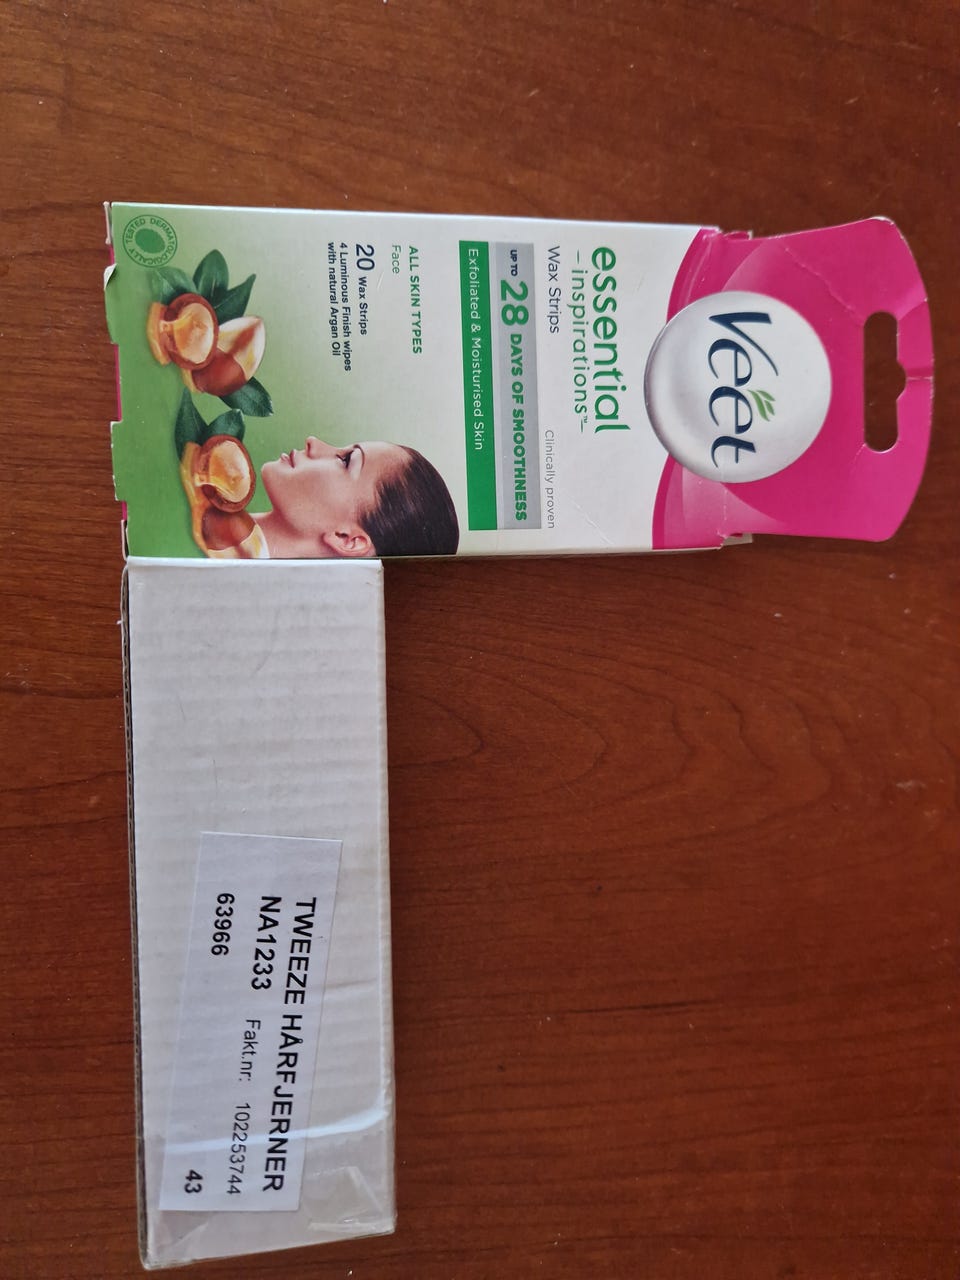 Veet
essential
– inspirations™–
Wax Strips
Clinically proven
UP TO 28 DAYS OF SMOOTHNESS
Exfoliated & Moisturised Skin
ALL SKIN TYPES
Face
20 Wax Strips
4 Luminous Finish wipes
with natural Argan Oil
DERMATOLOGICALLY TESTED
TWEEZE HÅRFJERNER
NA1233 Fakt.nr: 102253744
63966 43